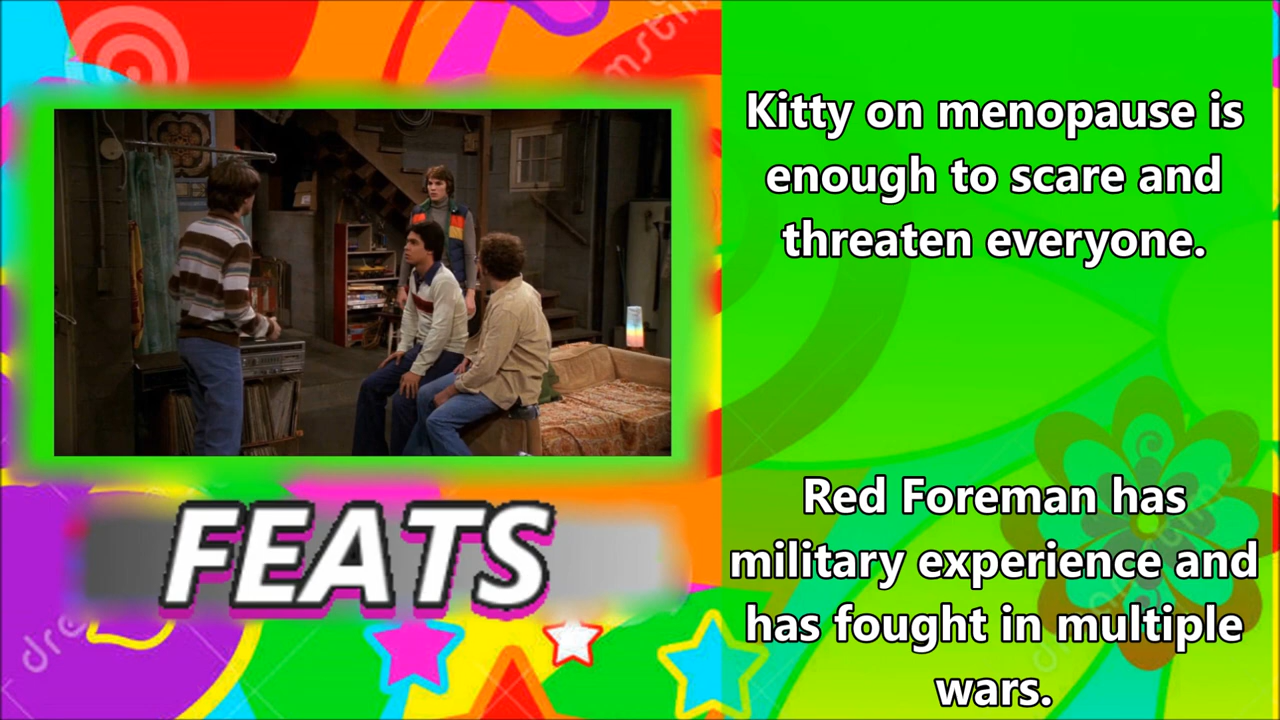 Kitty on menopause is
enough to scare and
threaten everyone.
FEATS
Red Foreman has
military experience and
has fought in multiple
wars.